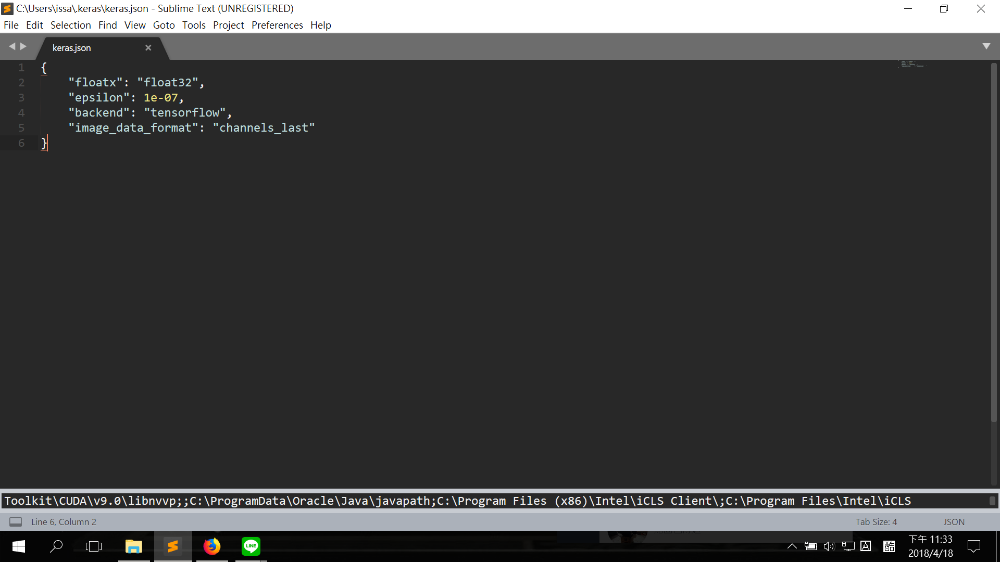 C:\Users\issa\.keras\keras.json - Sublime Text (UNREGISTERED)
File Edit Selection Find View Goto Tools Project Preferences Help
keras.json
1 {
2     "floatx": "float32",
3     "epsilon": 1e-07,
4     "backend": "tensorflow",
5     "image_data_format": "channels_last"
6 }
Toolkit\CUDA\v9.0\libnvvp;;C:\ProgramData\Oracle\Java\javapath;C:\Program Files (x86)\Intel\iCLS Client\;C:\Program Files\Intel\iCLS
Line 6, Column 2 Tab Size: 4 JSON
LINE
A
下午 11:33
2018/4/18